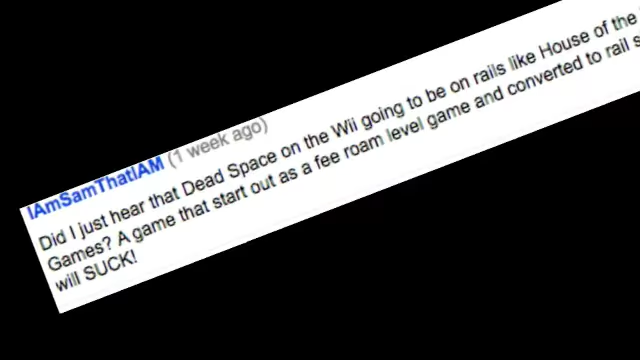 IAmSamThatIAM (1 week ago)
Did I just hear that Dead Space on the Wii going to be on rails like House of the
Games? A game that start out as a fee roam level game and converted to rail
will SUCK!